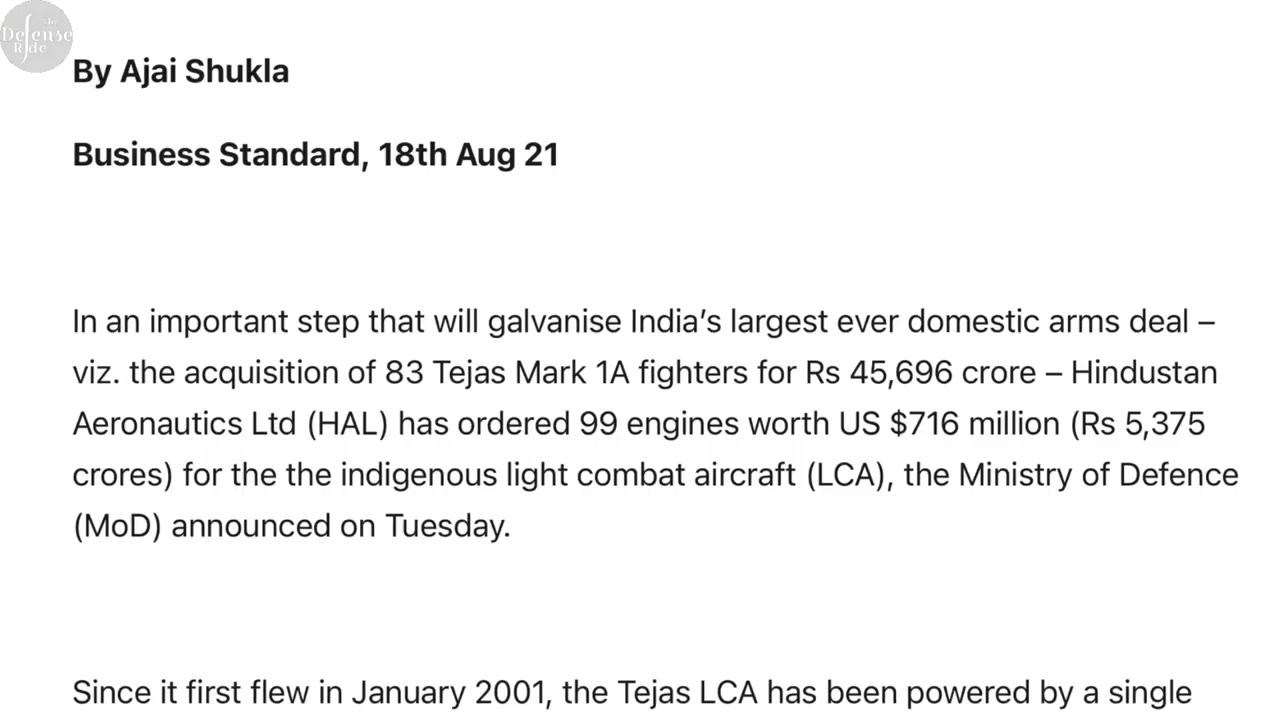 The
Defense
Ride
By Ajai Shukla
Business Standard, 18th Aug 21
In an important step that will galvanise India’s largest ever domestic arms deal –
viz. the acquisition of 83 Tejas Mark 1A fighters for Rs 45,696 crore – Hindustan
Aeronautics Ltd (HAL) has ordered 99 engines worth US $716 million (Rs 5,375
crores) for the the indigenous light combat aircraft (LCA), the Ministry of Defence
(MoD) announced on Tuesday.
Since it first flew in January 2001, the Tejas LCA has been powered by a single